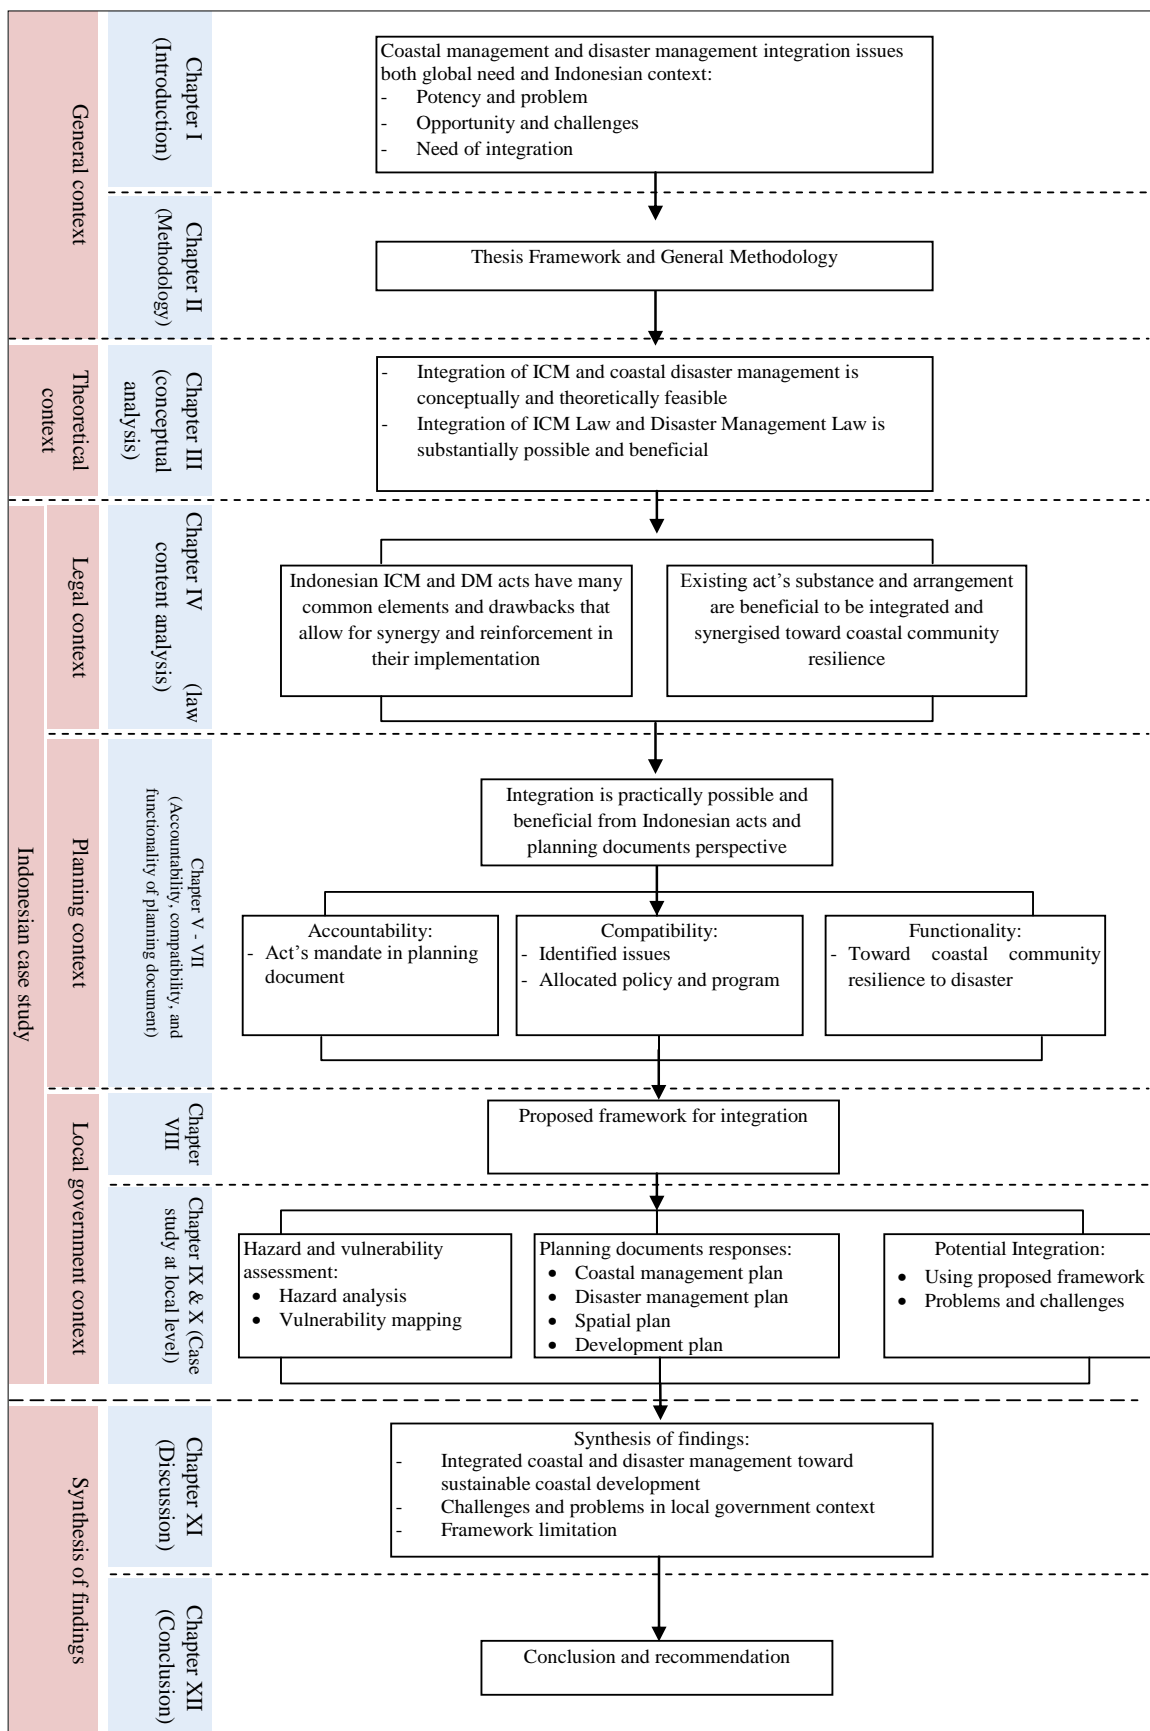 General context
Chapter I
(Introduction)
Coastal management and disaster management integration issues
both global need and Indonesian context:
- Potency and problem
- Opportunity and challenges
- Need of integration
Chapter II
(Methodology)
Thesis Framework and General Methodology
Theoretical
context
Chapter III
(conceptual
analysis)
- Integration of ICM and coastal disaster management is
conceptually and theoretically feasible
- Integration of ICM Law and Disaster Management Law is
substantially possible and beneficial
Indonesian case study
Legal context
Chapter IV (law
content analysis)
Indonesian ICM and DM acts have many
common elements and drawbacks that
allow for synergy and reinforcement in
their implementation
Existing act's substance and arrangement
are beneficial to be integrated and
synergised toward coastal community
resilience
Planning context
Chapter V - VII
(Accountability, compatibility, and
functionality of planning document)
Integration is practically possible and
beneficial from Indonesian acts and
planning documents perspective
Accountability:
- Act's mandate in planning
document
Compatibility:
- Identified issues
- Allocated policy and program
Functionality:
- Toward coastal community
resilience to disaster
Local government context
Chapter
VIII
Proposed framework for integration
Chapter IX & X (Case
study at local level)
Hazard and vulnerability
assessment:
• Hazard analysis
• Vulnerability mapping
Planning documents responses:
• Coastal management plan
• Disaster management plan
• Spatial plan
• Development plan
Potential Integration:
• Using proposed framework
• Problems and challenges
Synthesis of findings
Chapter XI
(Discussion)
Synthesis of findings:
- Integrated coastal and disaster management toward
sustainable coastal development
- Challenges and problems in local government context
- Framework limitation
Chapter XII
(Conclusion)
Conclusion and recommendation